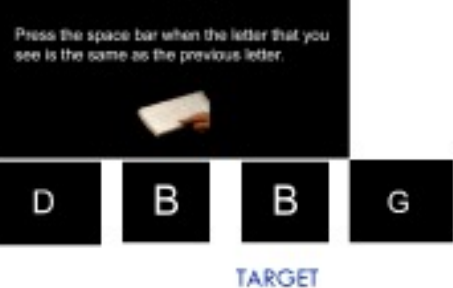 Press the space bar when the letter that you
see is the same as the previous letter.
D B B G
TARGET